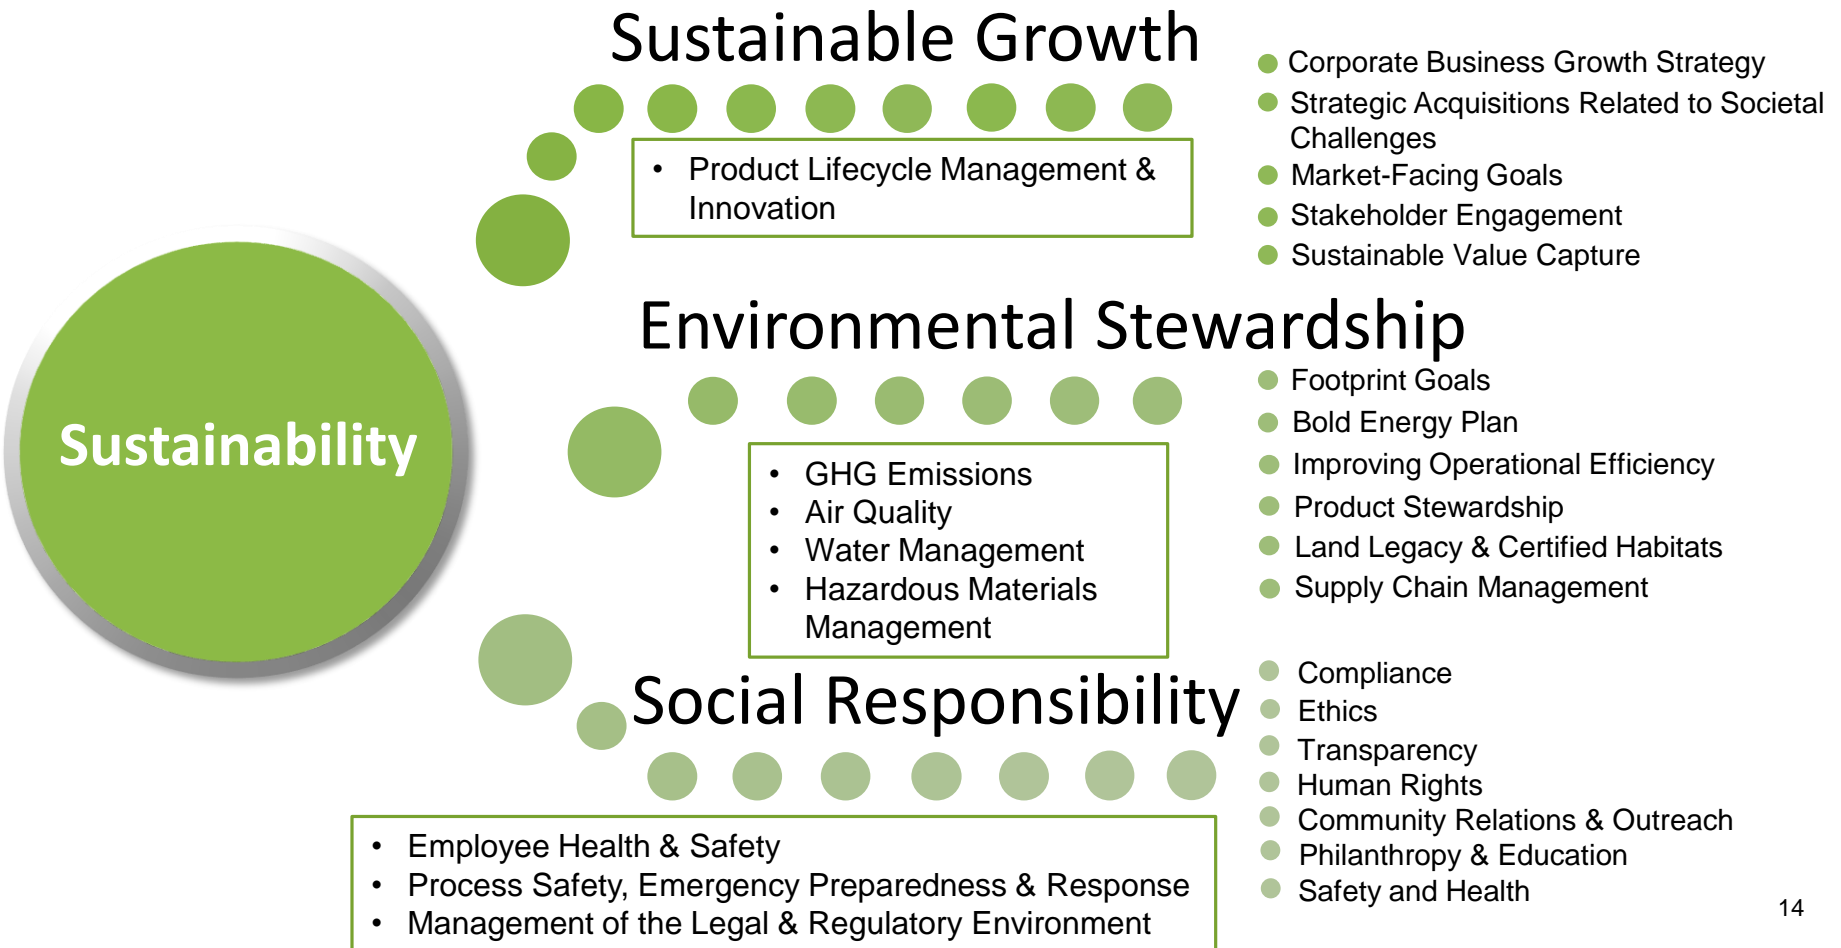 Sustainability
Sustainable Growth
• Product Lifecycle Management &
Innovation
Corporate Business Growth Strategy
Strategic Acquisitions Related to Societal
Challenges
Market-Facing Goals
Stakeholder Engagement
Sustainable Value Capture
Environmental Stewardship
• GHG Emissions
• Air Quality
• Water Management
• Hazardous Materials
Management
Footprint Goals
Bold Energy Plan
Improving Operational Efficiency
Product Stewardship
Land Legacy & Certified Habitats
Supply Chain Management
Social Responsibility
• Employee Health & Safety
• Process Safety, Emergency Preparedness & Response
• Management of the Legal & Regulatory Environment
Compliance
Ethics
Transparency
Human Rights
Community Relations & Outreach
Philanthropy & Education
Safety and Health
14